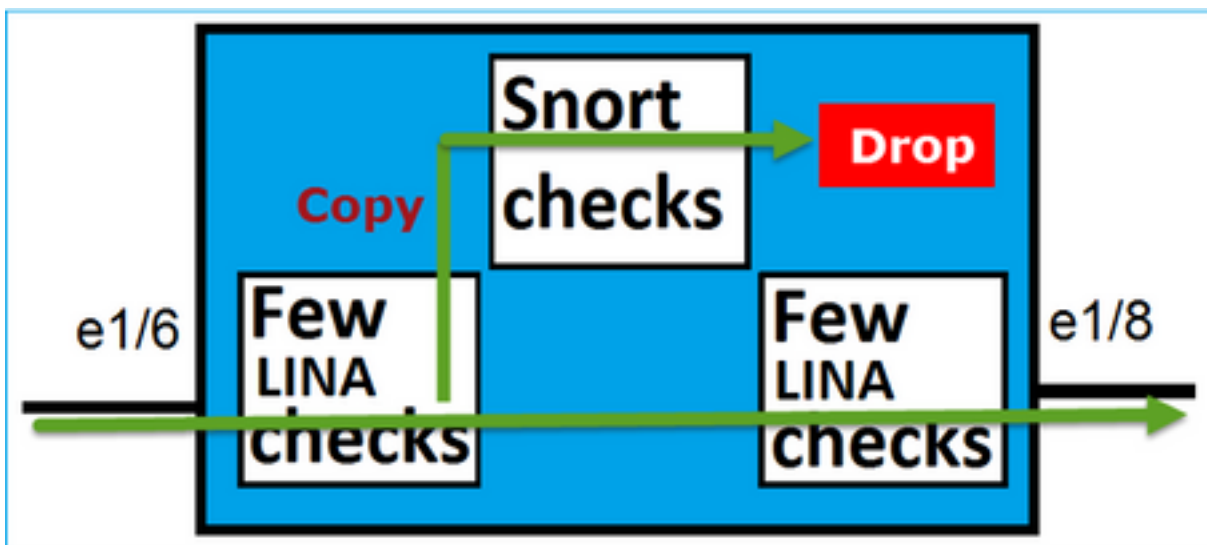 Snort
checks
Drop
Copy
e1/6
Few
LINA
checks
Few
LINA
checks
e1/8